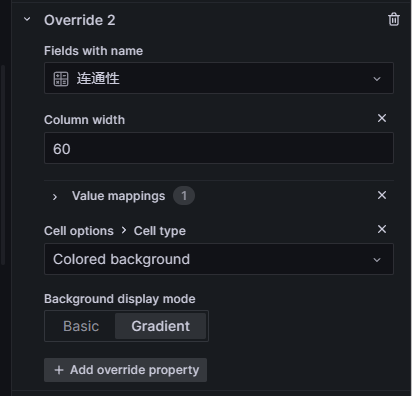 Override 2
Fields with name
连通性
Column width
60
Value mappings 1
Cell options > Cell type
Colored background
Background display mode
Basic Gradient
+ Add override property